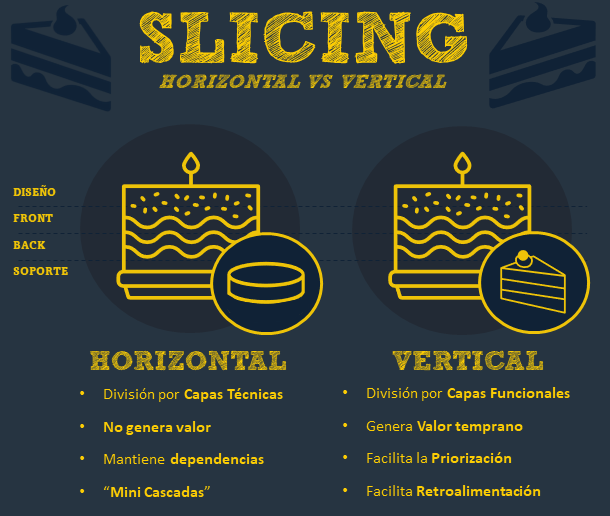 SLICING
HORIZONTAL VS VERTICAL
DISEÑO
FRONT
BACK
SOPORTE
HORIZONTAL
• División por Capas Técnicas
• No genera valor
• Mantiene dependencias
• “Mini Cascadas”
VERTICAL
• División por Capas Funcionales
• Genera Valor temprano
• Facilita la Priorización
• Facilita Retroalimentación